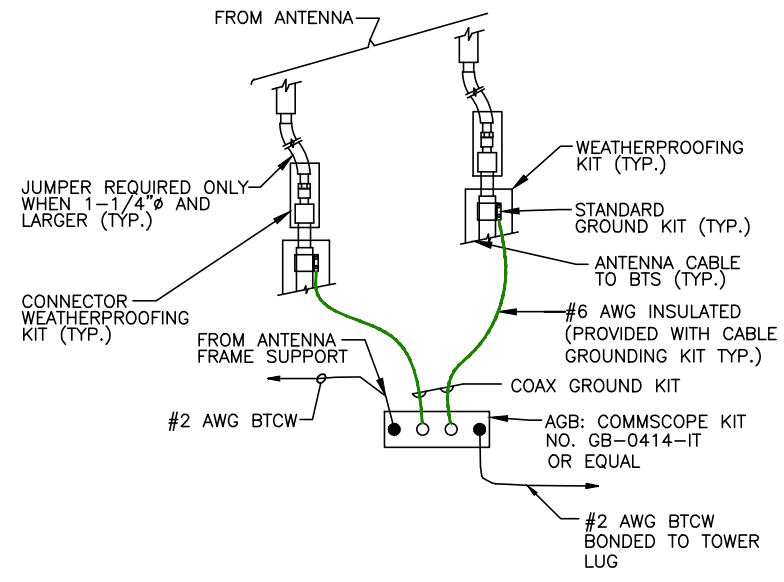 FROM ANTENNA
WEATHERPROOFING
KIT (TYP.)
JUMPER REQUIRED ONLY
WHEN 1-1/4"ø AND
LARGER (TYP.)
STANDARD
GROUND KIT (TYP.)
ANTENNA CABLE
TO BTS (TYP.)
CONNECTOR
WEATHERPROOFING
KIT (TYP.)
#6 AWG INSULATED
(PROVIDED WITH CABLE
GROUNDING KIT TYP.)
FROM ANTENNA
FRAME SUPPORT
COAX GROUND KIT
#2 AWG BTCW
AGB: COMMSCOPE KIT
NO. GB-0414-IT
OR EQUAL
#2 AWG BTCW
BONDED TO TOWER
LUG